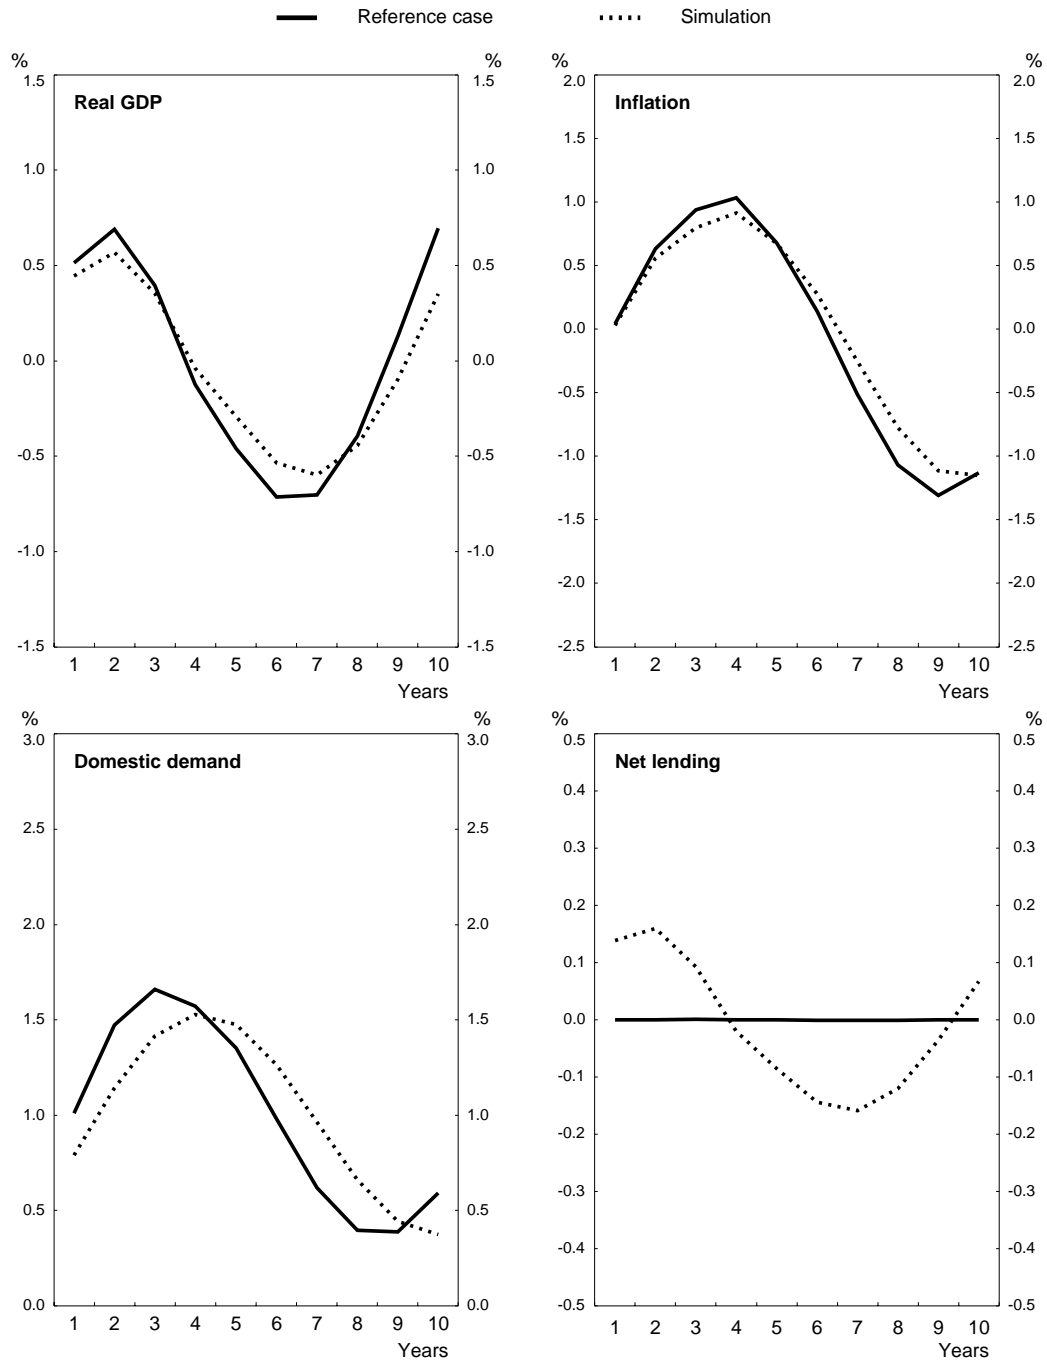 Reference case Simulation
% % % %
1.5 1.5 2.0 2.0
Real GDP Inflation
1.5 1.5
1.0 1.0
1.0 1.0
0.5 0.5 0.5 0.5
0.0 0.0
0.0 0.0
-0.5 -0.5
-0.5 -0.5
-1.0 -1.0
-1.0 -1.0 -1.5 -1.5
-2.0 -2.0
-1.5 -1.5 -2.5 -2.5
1 2 3 4 5 6 7 8 9 10 1 2 3 4 5 6 7 8 9 10
Years Years
% % % %
3.0 3.0 0.5 0.5
Domestic demand Net lending
0.4 0.4
2.5 2.5
0.3 0.3
2.0 2.0 0.2 0.2
0.1 0.1
1.5 1.5 0.0 0.0
-0.1 -0.1
1.0 1.0
-0.2 -0.2
-0.3 -0.3
0.5 0.5
-0.4 -0.4
0.0 0.0 -0.5 -0.5
1 2 3 4 5 6 7 8 9 10 1 2 3 4 5 6 7 8 9 10
Years Years